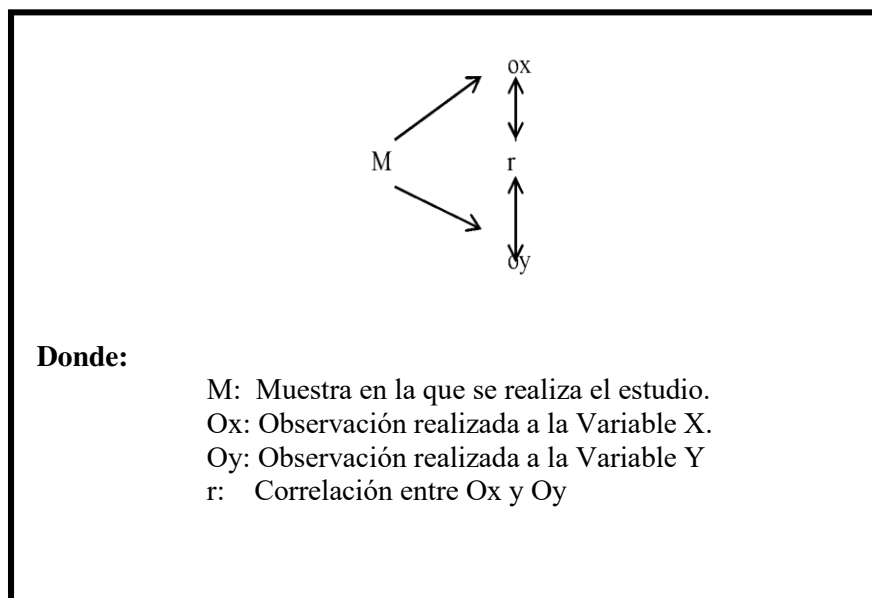 ox
M r
oy
Donde:
M: Muestra en la que se realiza el estudio.
Ox: Observación realizada a la Variable X.
Oy: Observación realizada a la Variable Y
r: Correlación entre Ox y Oy